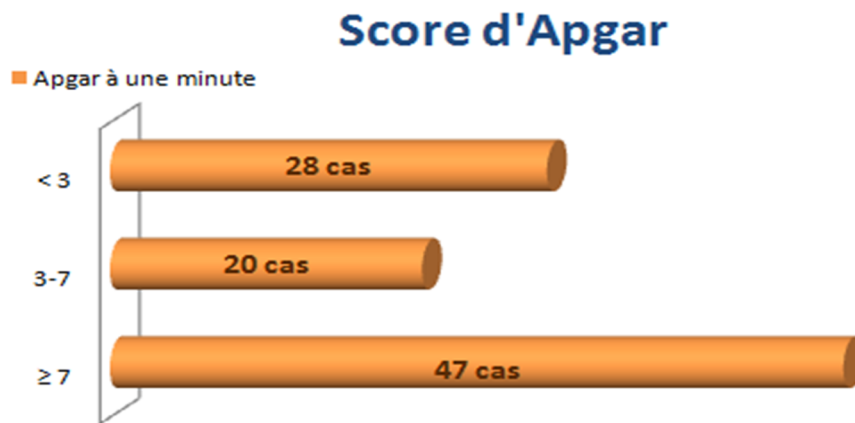 Score d'Apgar
Apgar à une minute
< 3
28 cas
3-7
20 cas
≥ 7
47 cas